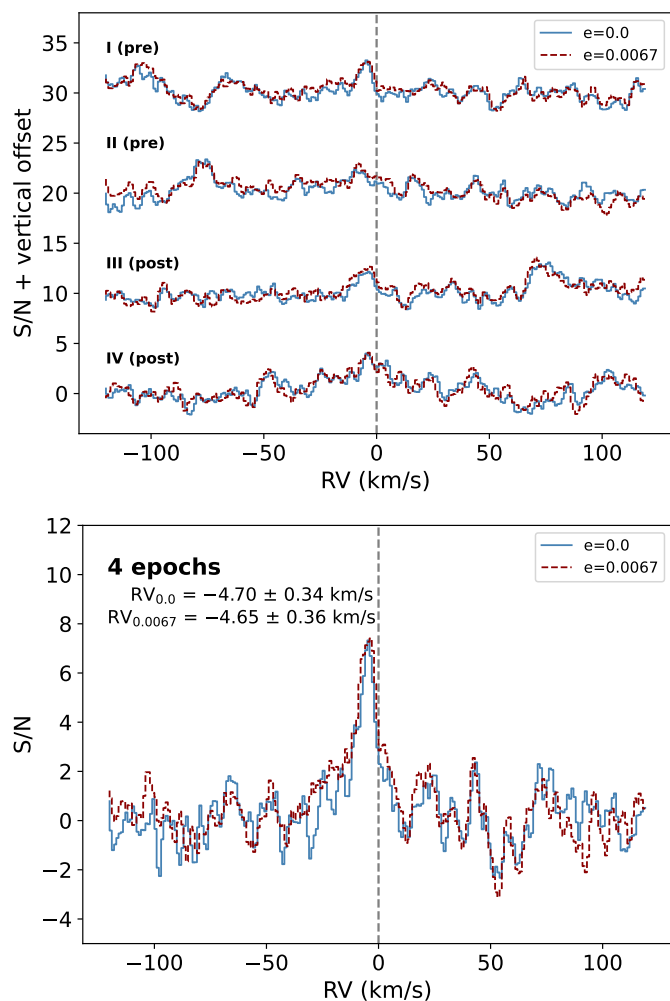 35
30
25
20
15
10
5
0
S/N + vertical offset
I (pre)
II (pre)
III (post)
IV (post)
e=0.0
e=0.0067
−100
−50
0
50
100
RV (km/s)
12
10
8
6
4
2
0
−2
−4
S/N
4 epochs
RV0.0 = −4.70 ± 0.34 km/s
RV0.0067 = −4.65 ± 0.36 km/s
e=0.0
e=0.0067
−100
−50
0
50
100
RV (km/s)